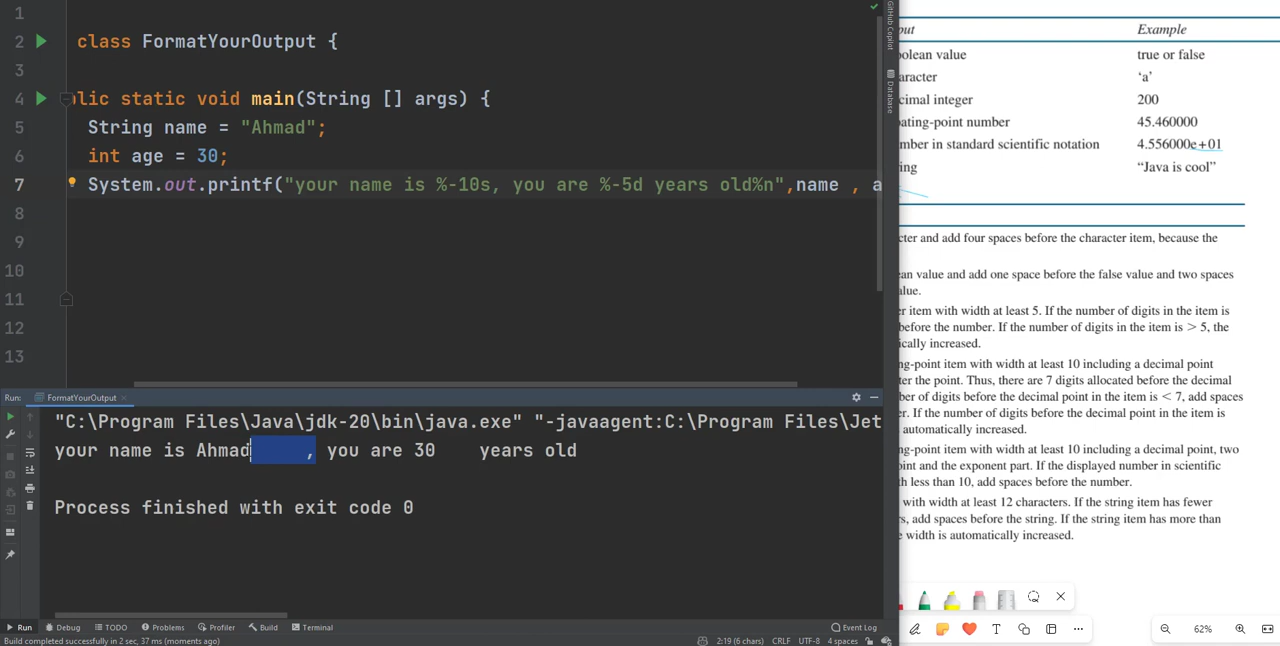 1
2 class FormatYourOutput {
3
4 lic static void main(String [] args) {
5 String name = "Ahmad";
6 int age = 30;
7 System.out.printf("your name is %-10s, you are %-5d years old%n",name , a
8
9
10
11
12
13
GitHub Copilot
Database
put Example
oolean value true or false
aracter ‘a’
cimal integer 200
ating-point number 45.460000
mber in standard scientific notation 4.556000e+01
ing “Java is cool”
cter and add four spaces before the character item, because the
ean value and add one space before the false value and two spaces
alue.
er item with width at least 5. If the number of digits in the item is
before the number. If the number of digits in the item is > 5, the
ically increased.
ng-point item with width at least 10 including a decimal point
ter the point. Thus, there are 7 digits allocated before the decimal
ber of digits before the decimal point in the item is < 7, add spaces
er. If the number of digits before the decimal point in the item is
automatically increased.
ng-point item with width at least 10 including a decimal point, two
oint and the exponent part. If the displayed number in scientific
th less than 10, add spaces before the number.
with width at least 12 characters. If the string item has fewer
rs, add spaces before the string. If the string item has more than
e width is automatically increased.
62%
Run: FormatYourOutput
"C:\Program Files\Java\jdk-20\bin\java.exe" "-javaagent:C:\Program Files\Jet
your name is Ahmad     , you are 30    years old
Process finished with exit code 0
Run Debug TODO Problems Profiler Build Terminal Event Log
Build completed successfully in 2 sec, 37 ms (moments ago) 2:19 (6 chars) CRLF UTF-8 4 spaces